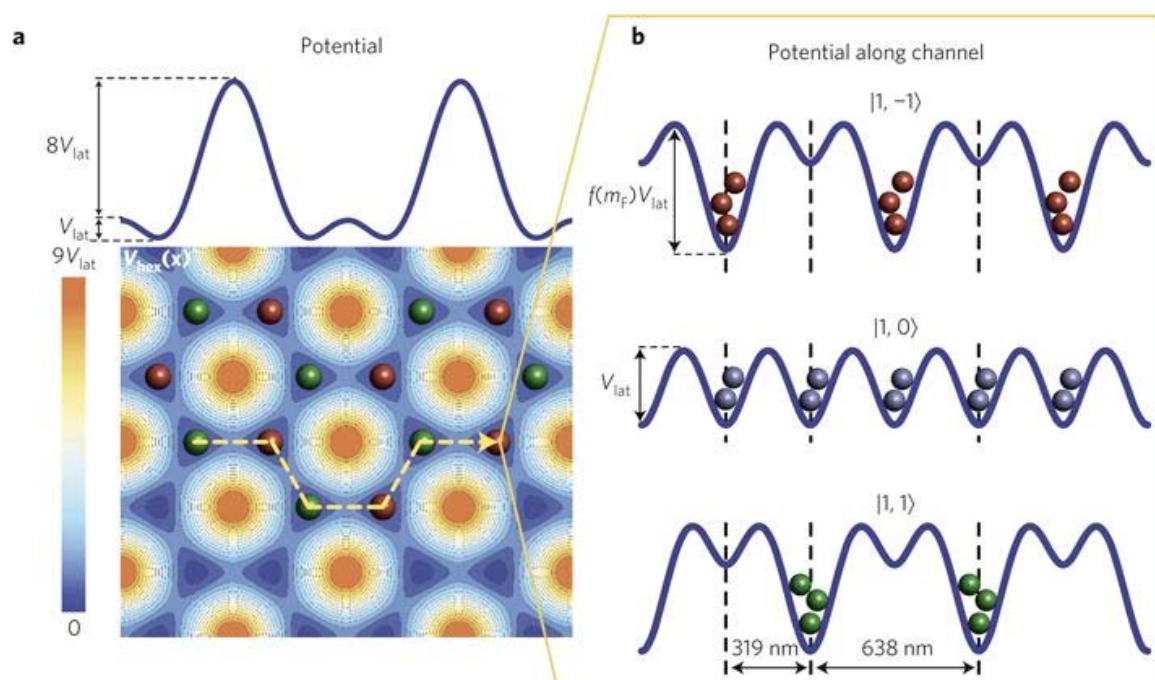 a
Potential
8V_lat
V_lat
9V_lat
V_hex(x)
0
b
Potential along channel
|1, −1⟩
f(m_F)V_lat
|1, 0⟩
V_lat
|1, 1⟩
319 nm
638 nm